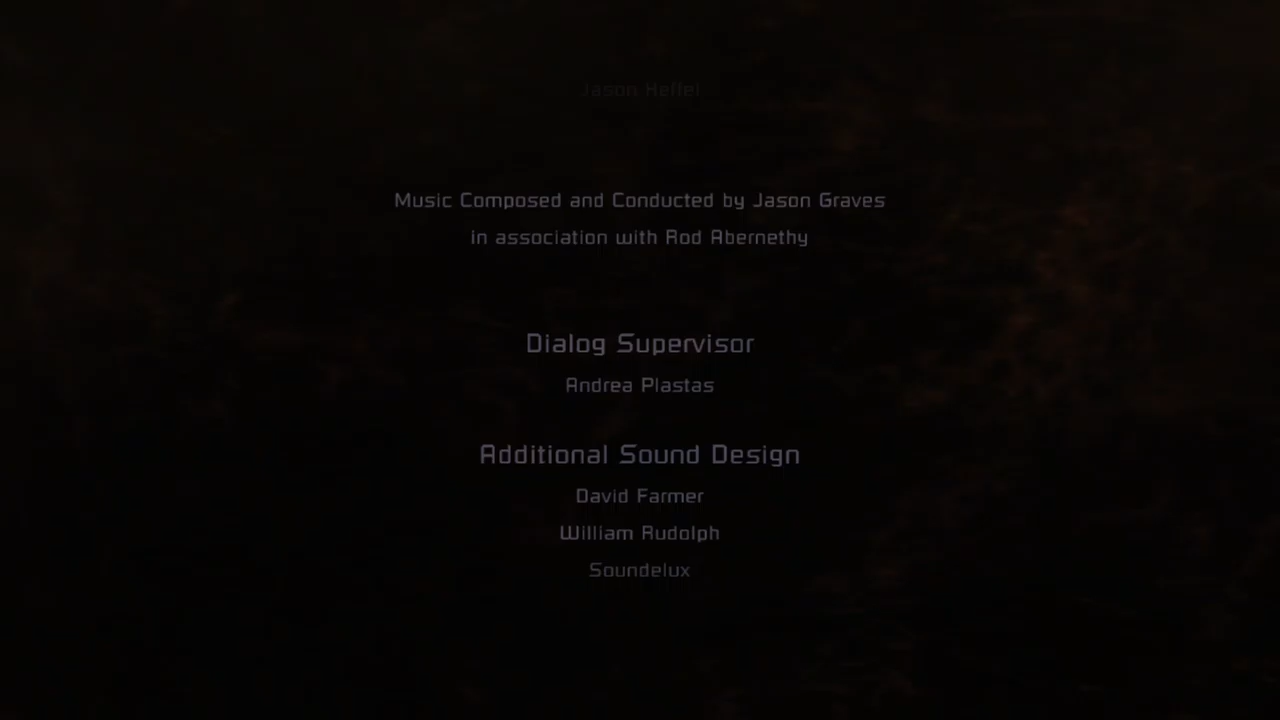 Jason Heffel
Music Composed and Conducted by Jason Graves
in association with Rod Abernethy
Dialog Supervisor
Andrea Plastas
Additional Sound Design
David Farmer
William Rudolph
Soundelux